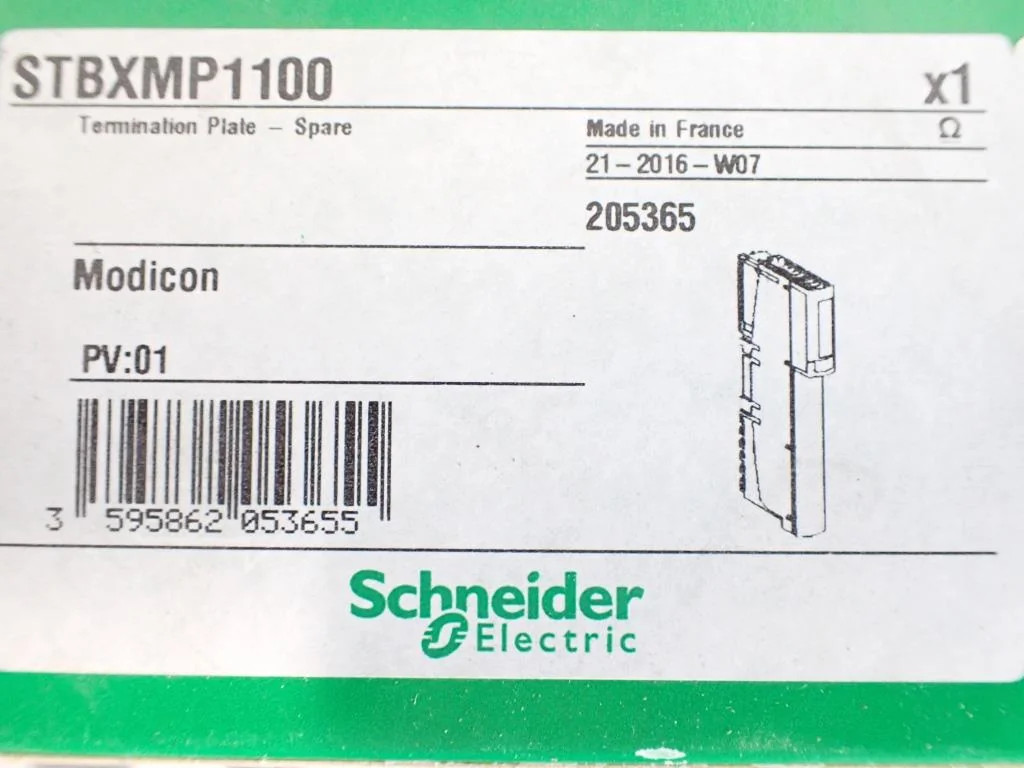 STBXMP1100
x1
Termination Plate – Spare
Made in France
Ω
21–2016–W07
205365
Modicon
PV:01
3 595862 053655
Schneider
Electric